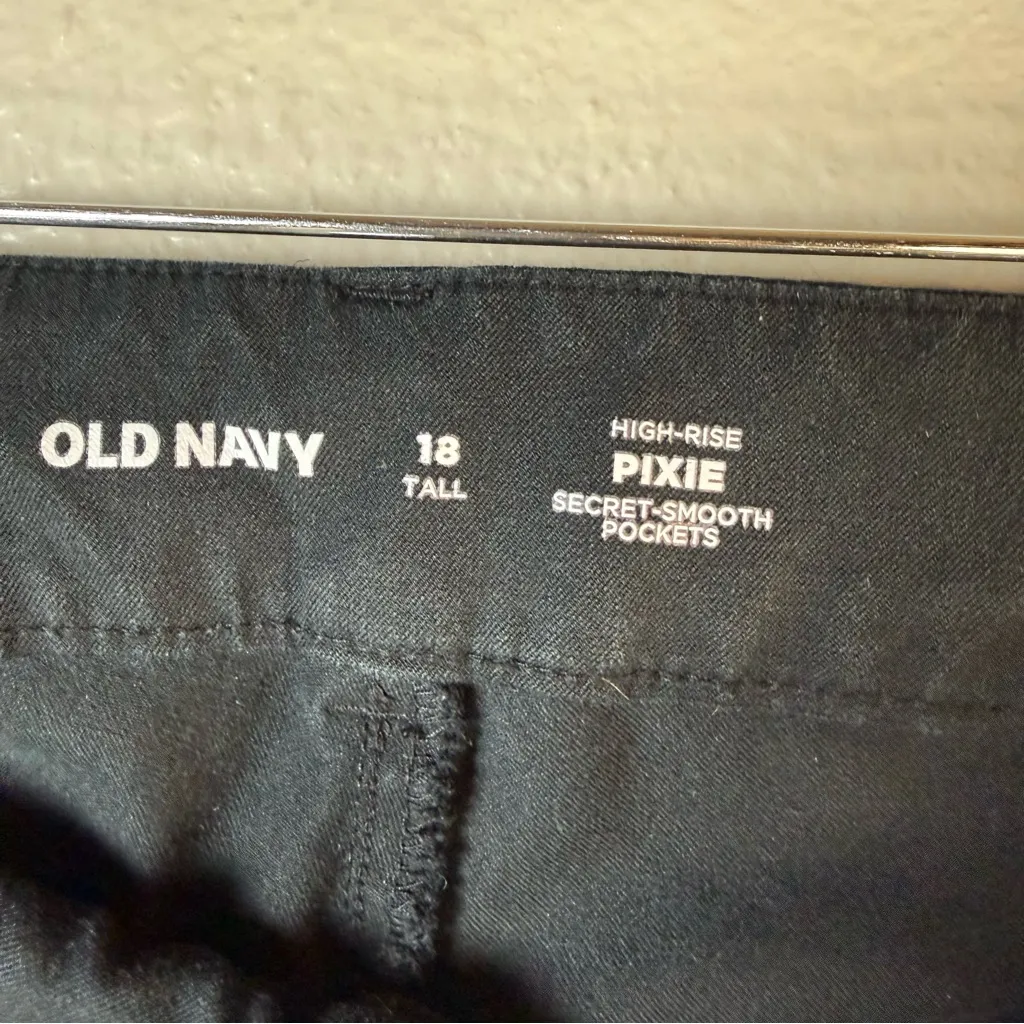 OLD NAVY
18
TALL
HIGH-RISE
PIXIE
SECRET-SMOOTH
POCKETS